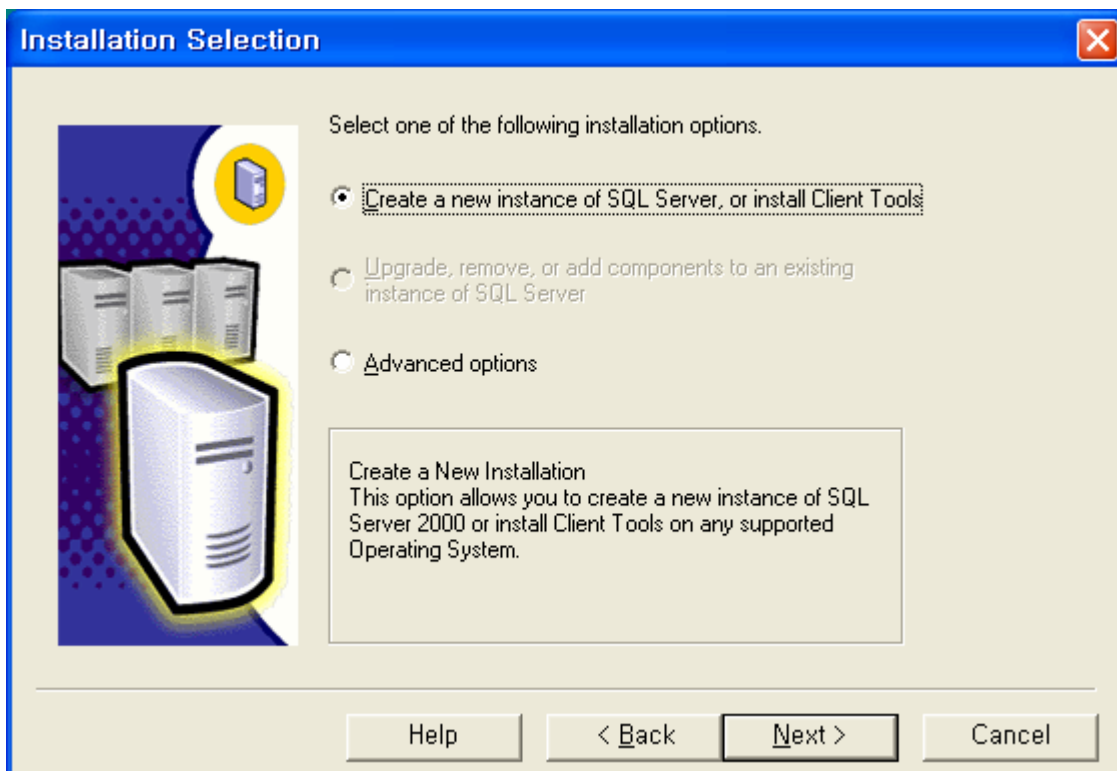 Installation Selection
Select one of the following installation options.
Create a new instance of SQL Server, or install Client Tools
Upgrade, remove, or add components to an existing
instance of SQL Server
Advanced options
Create a New Installation
This option allows you to create a new instance of SQL
Server 2000 or install Client Tools on any supported
Operating System.
Help
< Back
Next >
Cancel